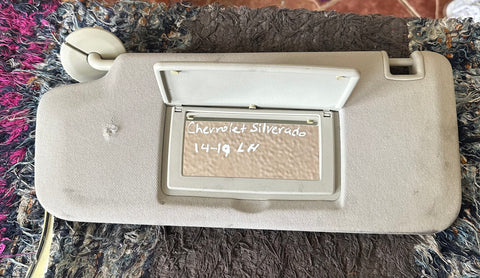 Chevrolet Silverado
14-19 LH